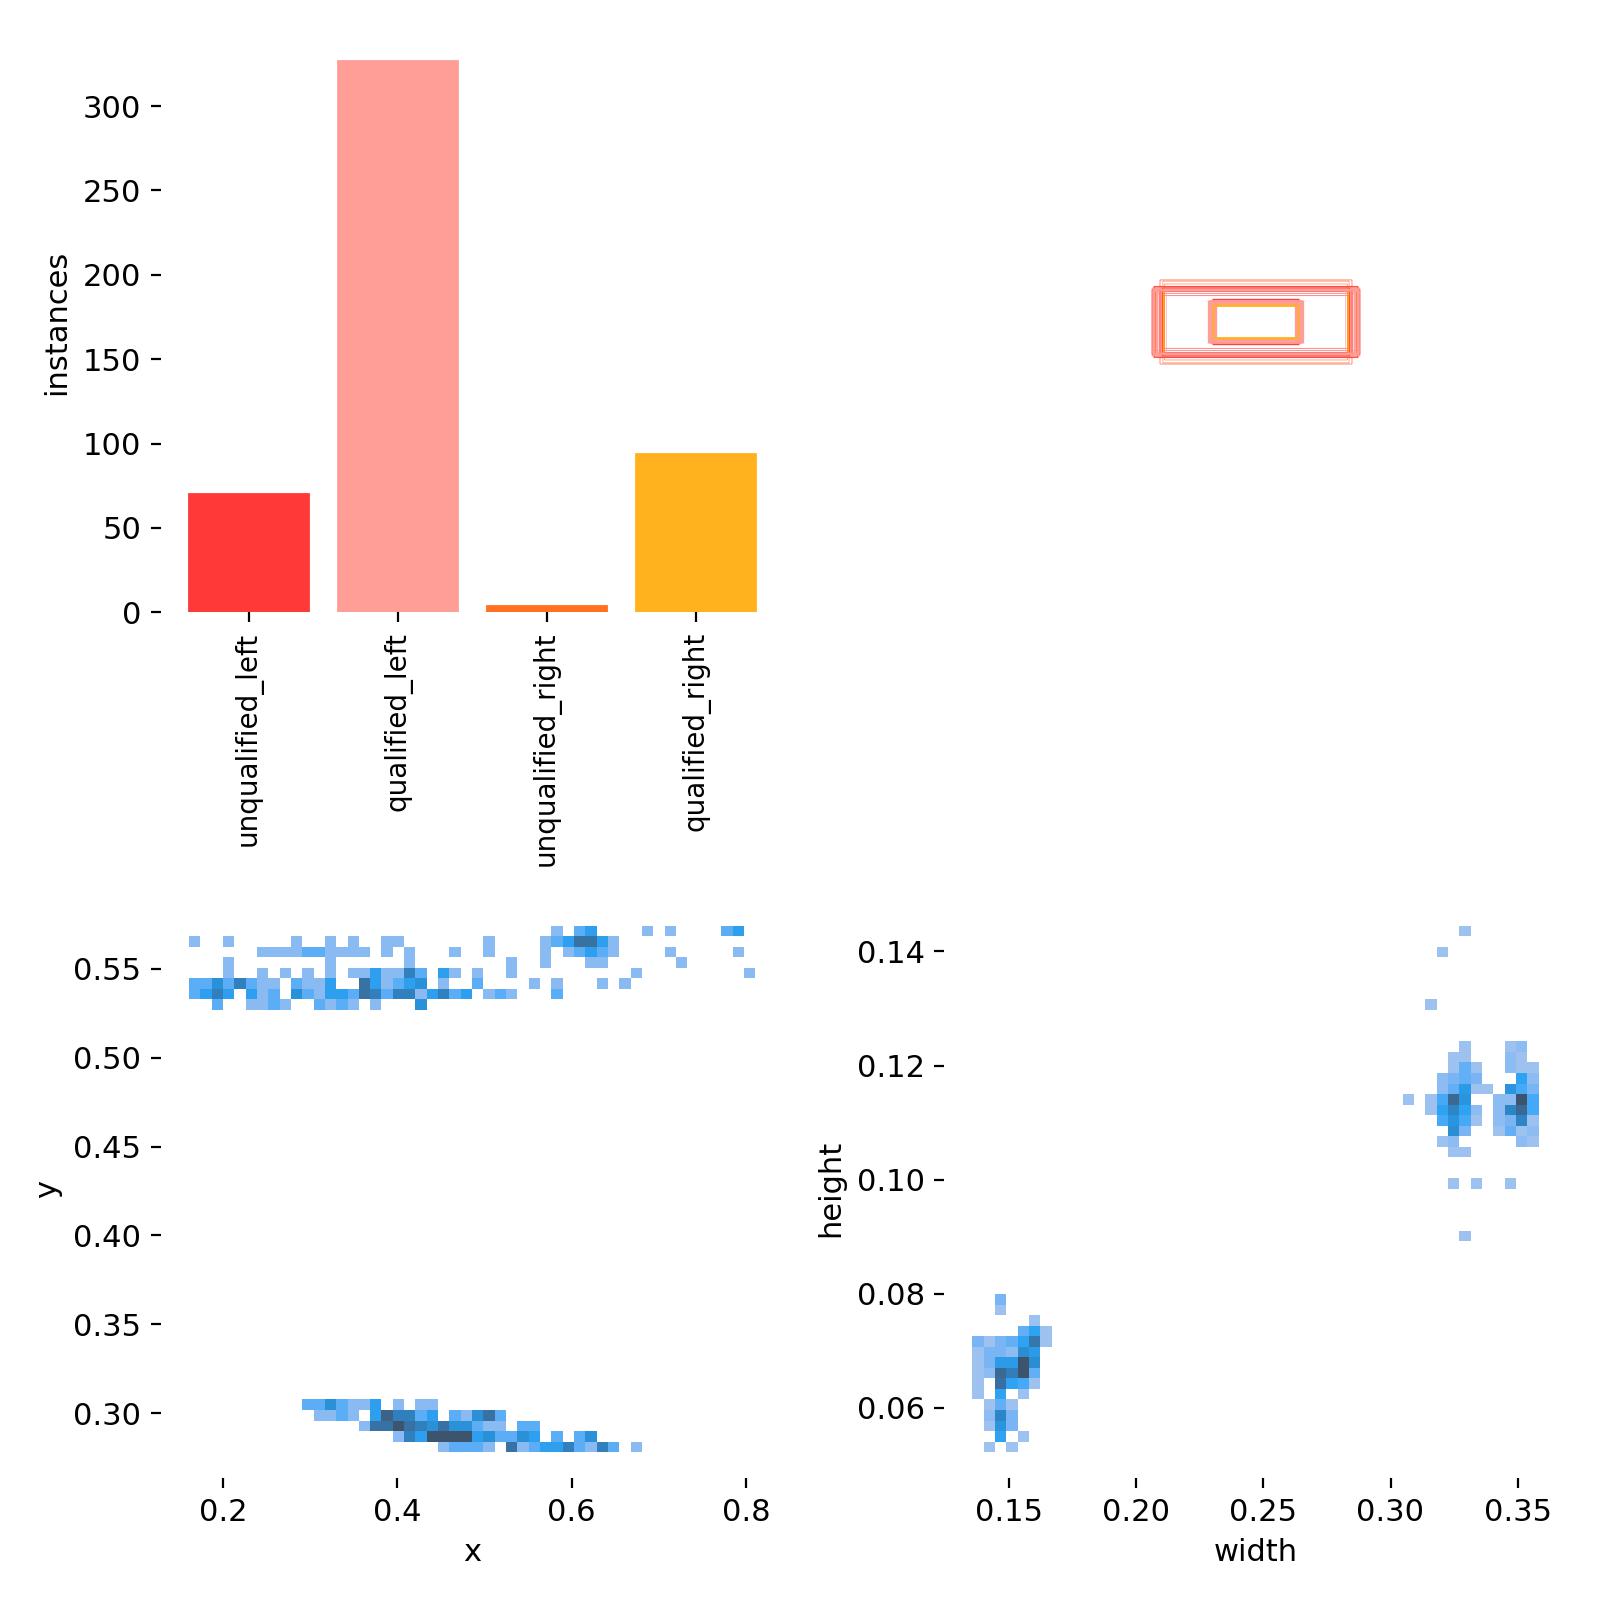 300
250
200
150
100
50
0
instances
unqualified_left
qualified_left
unqualified_right
qualified_right
0.55
0.50
0.45
0.40
0.35
0.30
y
0.2 0.4 0.6 0.8
x
0.14
0.12
0.10
0.08
0.06
height
0.15 0.20 0.25 0.30 0.35
width